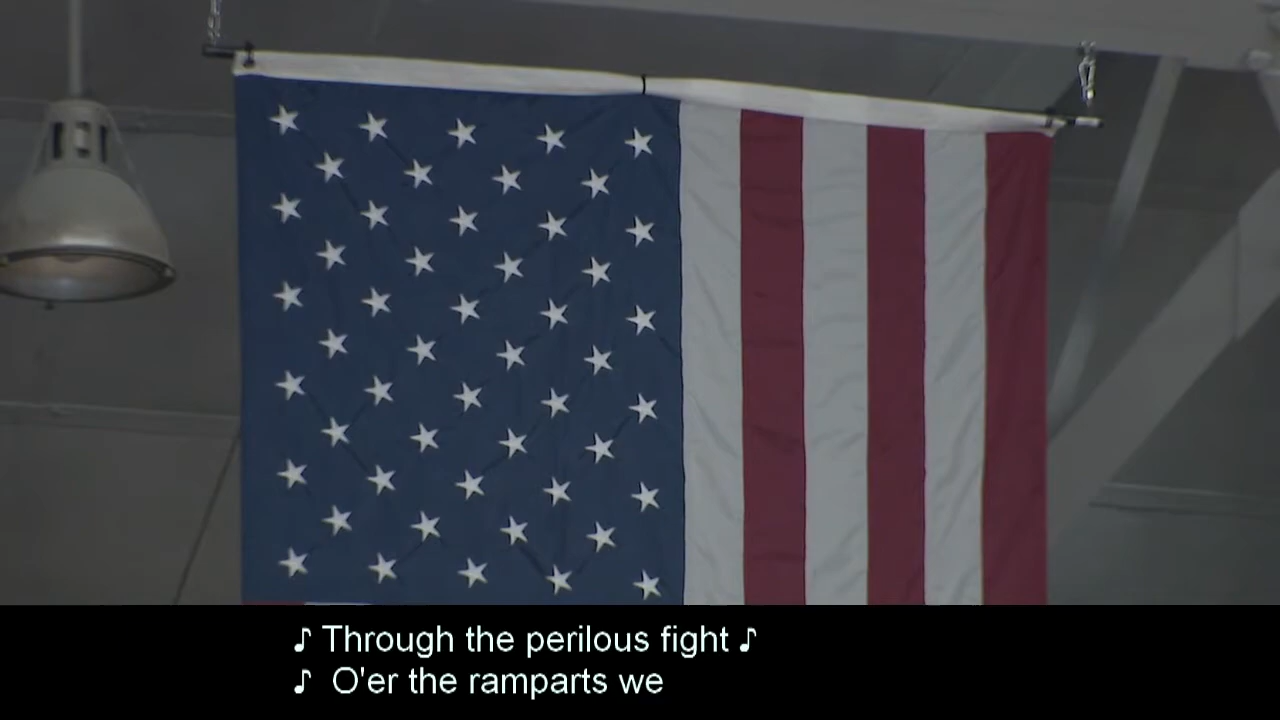 ♪ Through the perilous fight ♪
♪ O'er the ramparts we